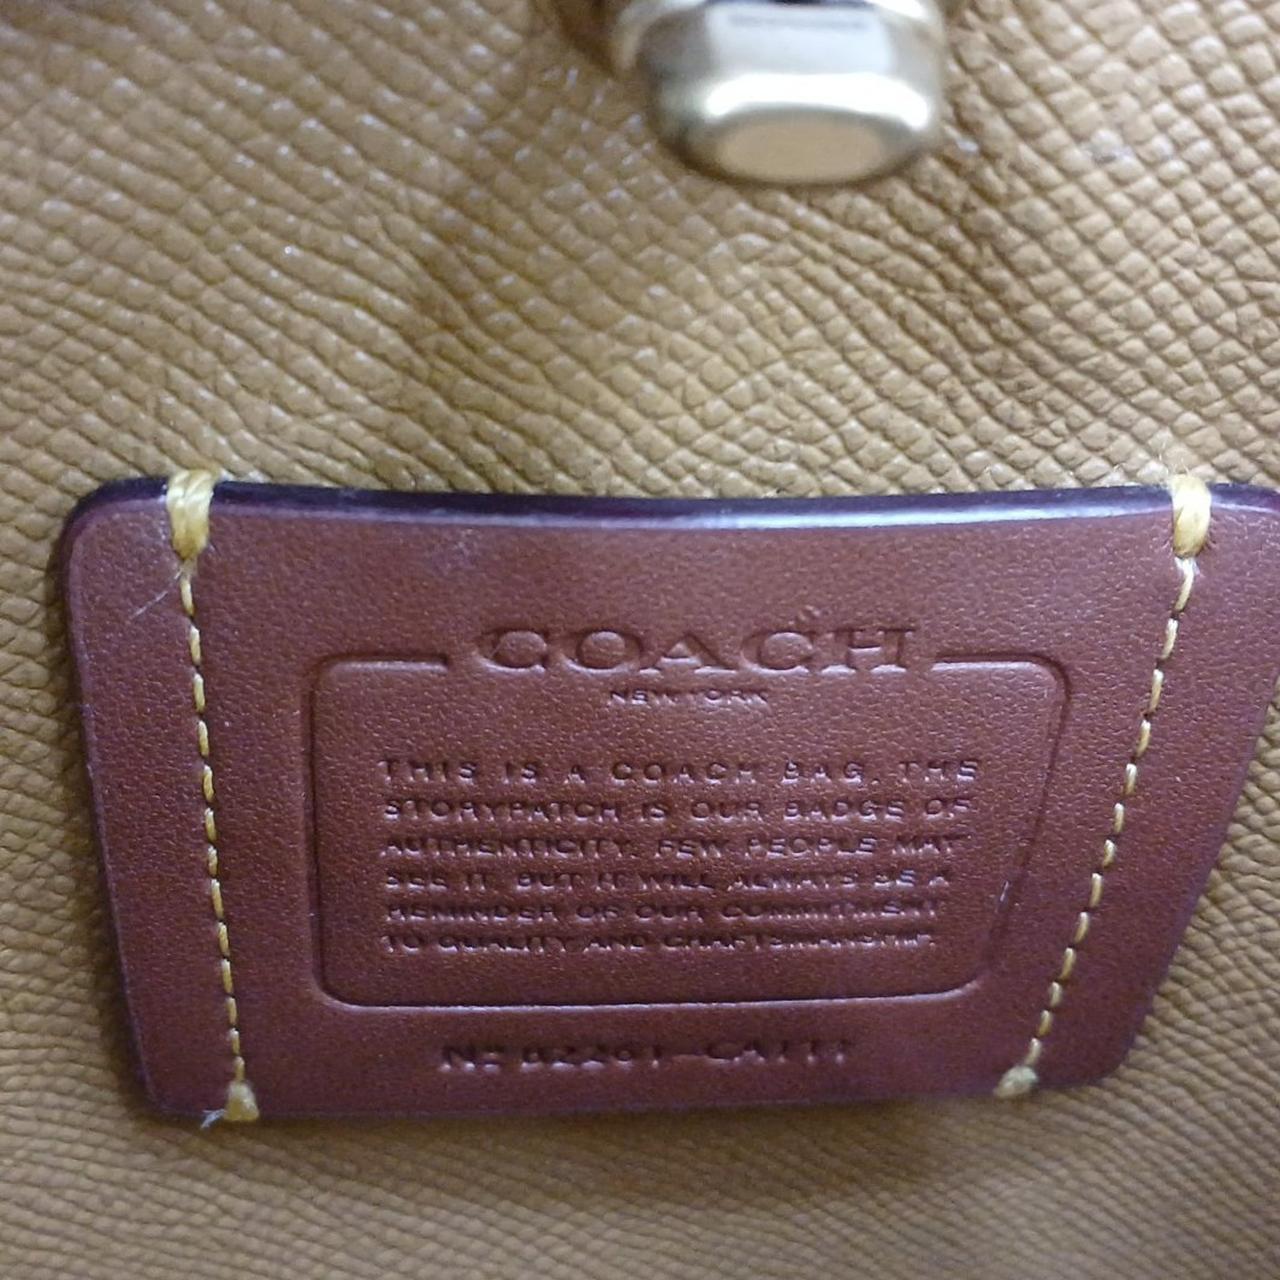 COACH
NEW YORK
THIS IS A COACH BAG. THE
STORYPATCH IS OUR BADGE OF
AUTHENTICITY. FEW PEOPLE MAY
SEE IT, BUT IT WILL ALWAYS BE A
REMINDER OF OUR COMMITMENT
TO QUALITY AND CRAFTSMANSHIP.
Nº